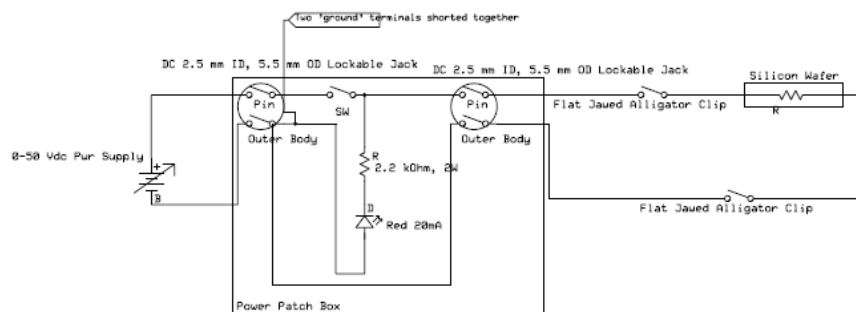 Two 'ground' terminals shorted together
DC 2.5 mm ID, 5.5 mm OD Lockable Jack
DC 2.5 mm ID, 5.5 mm OD Lockable Jack
Silicon Wafer
Pin
SW
Pin
Flat Jawed Alligator Clip
R
Outer Body
Outer Body
0-50 Vdc Pwr Supply
R
2.2 kOhm, 2W
+
B
D
Red 20mA
Flat Jawed Alligator Clip
Power Patch Box